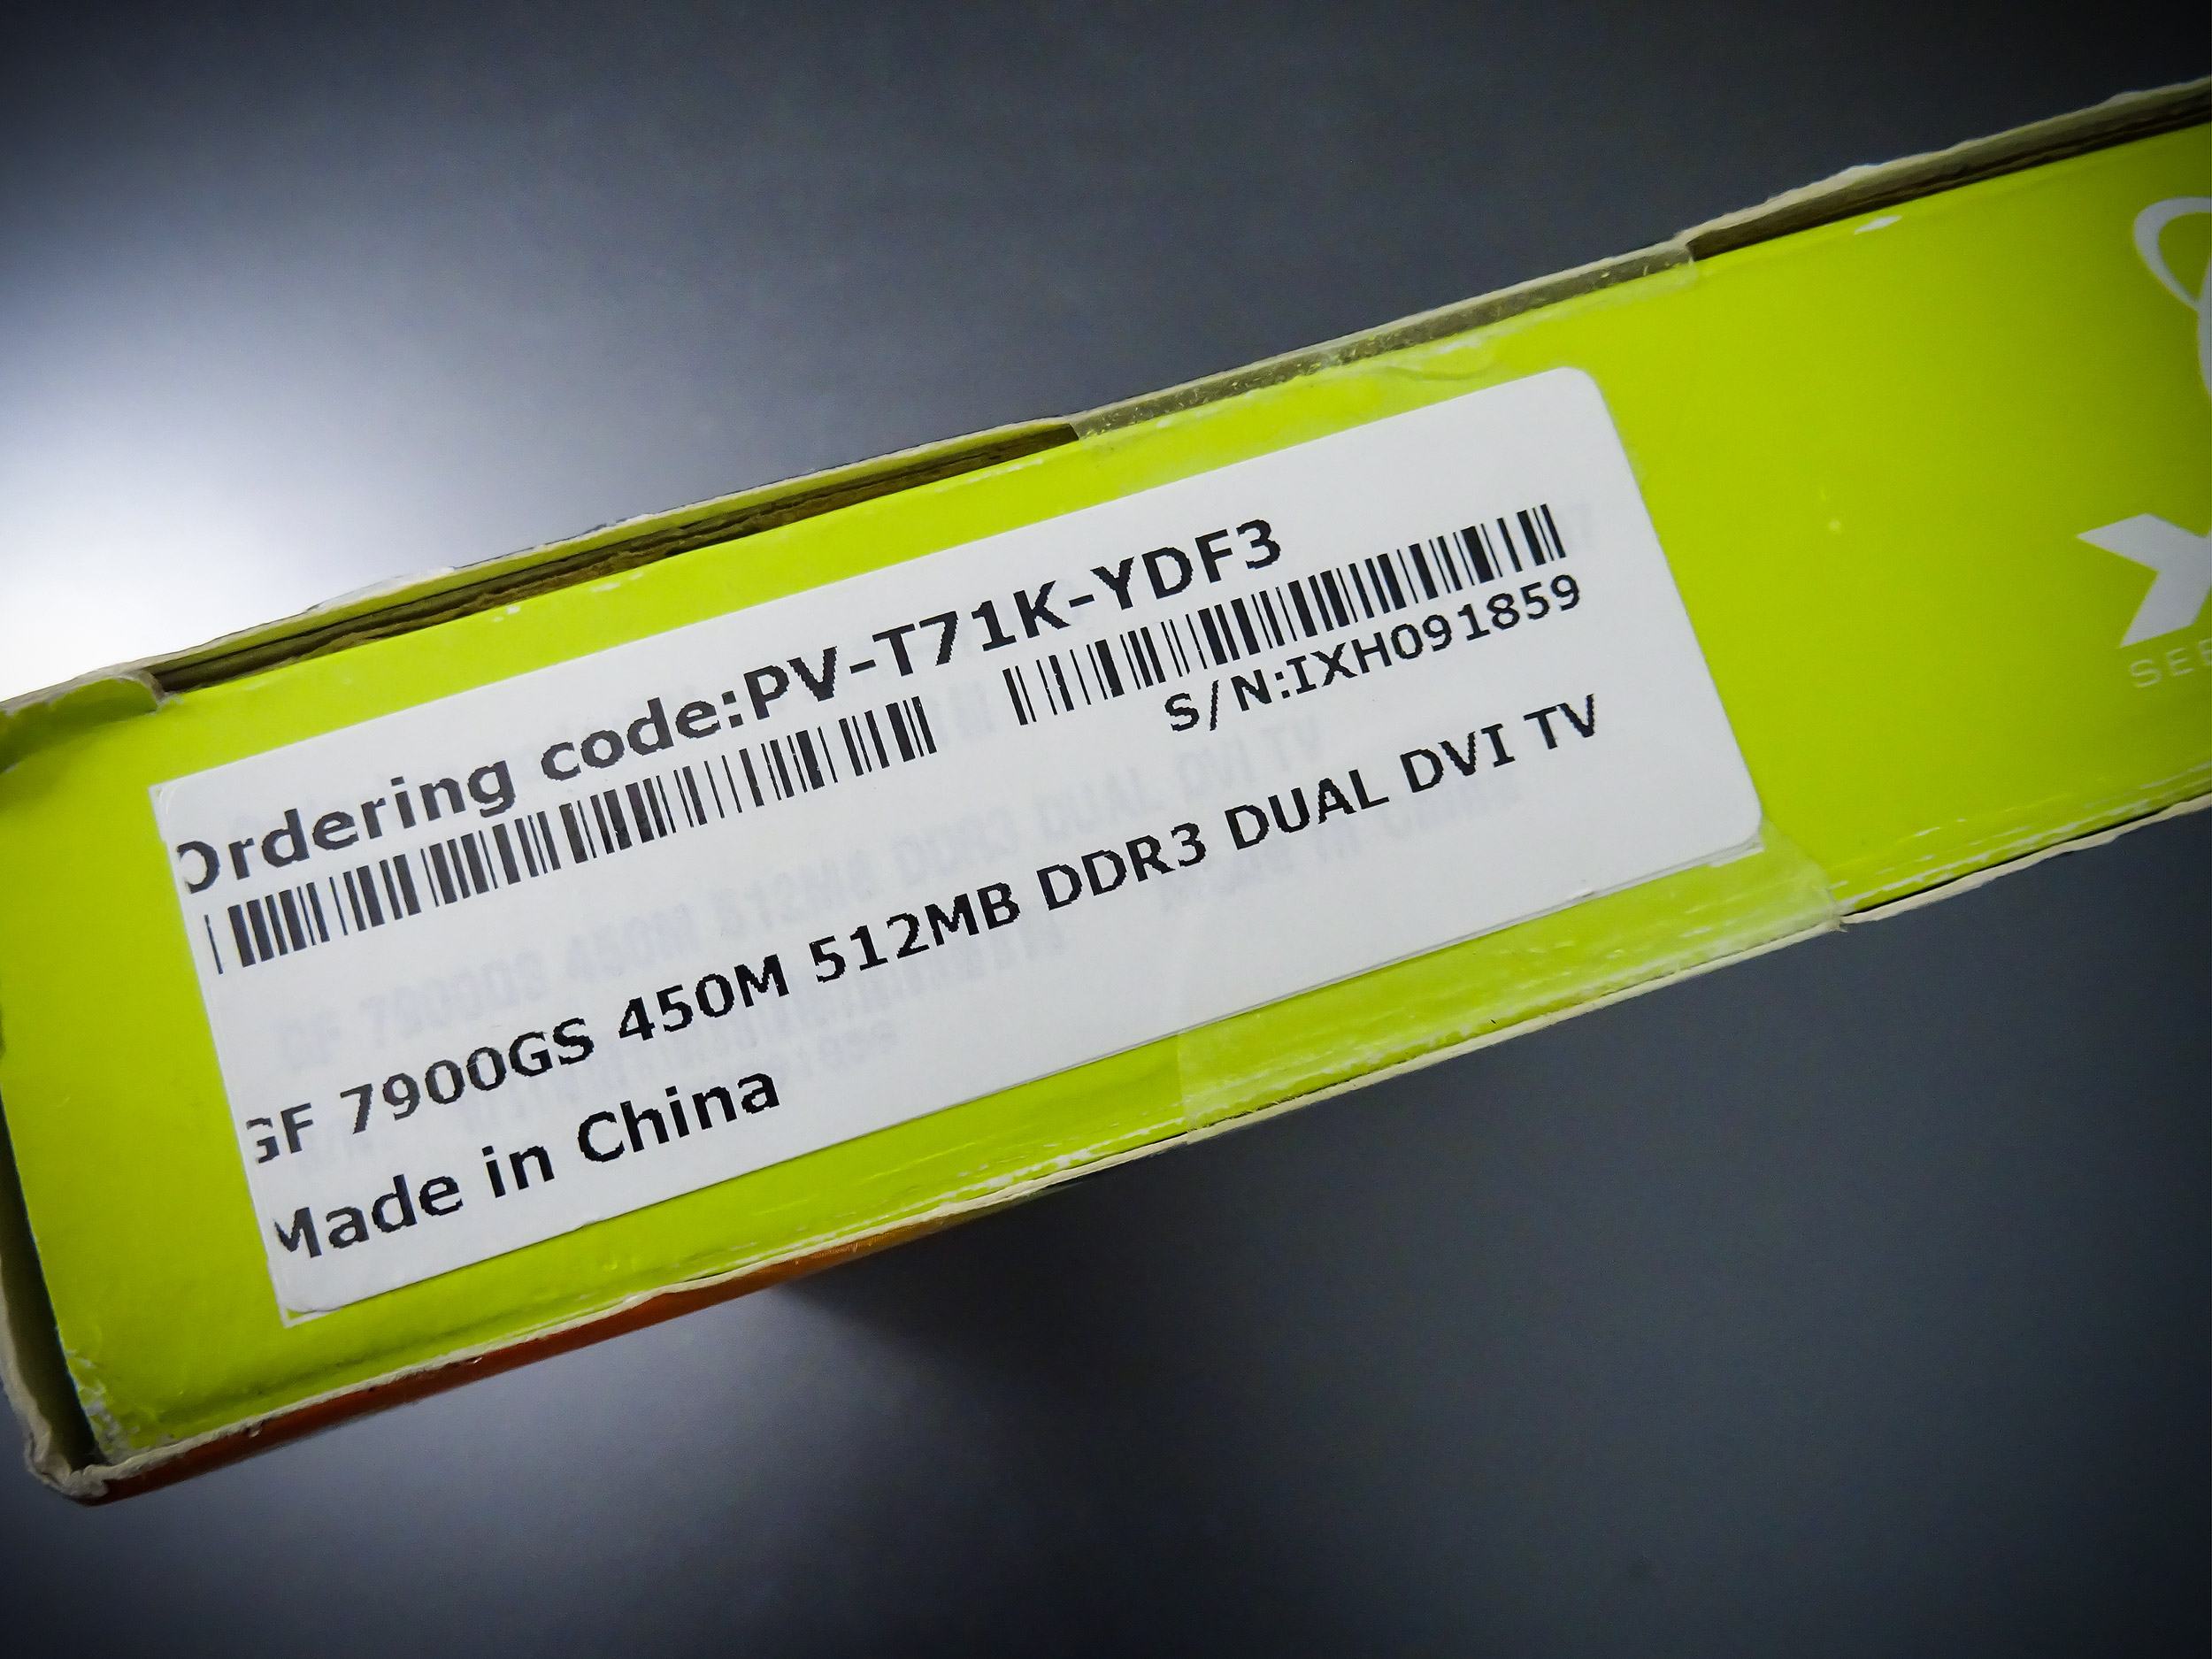 Ordering code:PV-T71K-YDF3
S/N:IXH091859
GF 7900GS 450M 512MB DDR3 DUAL DVI TV
Made in China